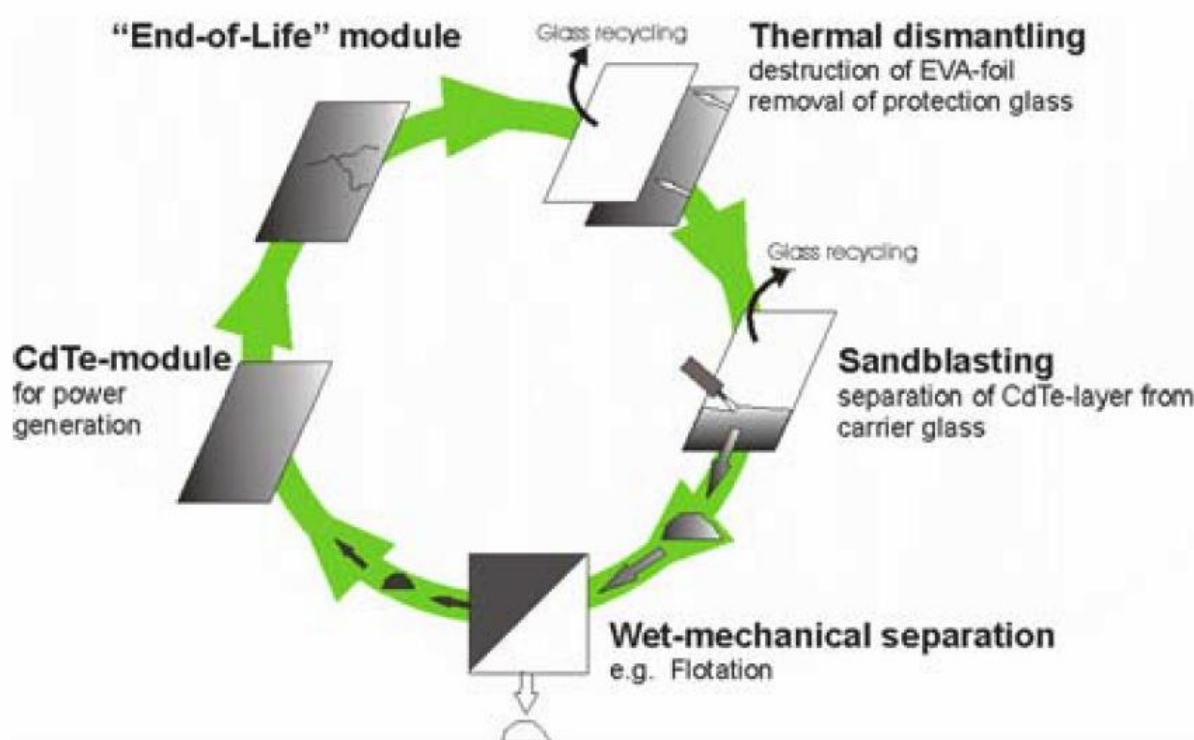 “End-of-Life” module
Glass recycling
Thermal dismantling
destruction of EVA-foil
removal of protection glass
Glass recycling
CdTe-module
for power
generation
Sandblasting
separation of CdTe-layer from
carrier glass
Wet-mechanical separation
e.g. Flotation